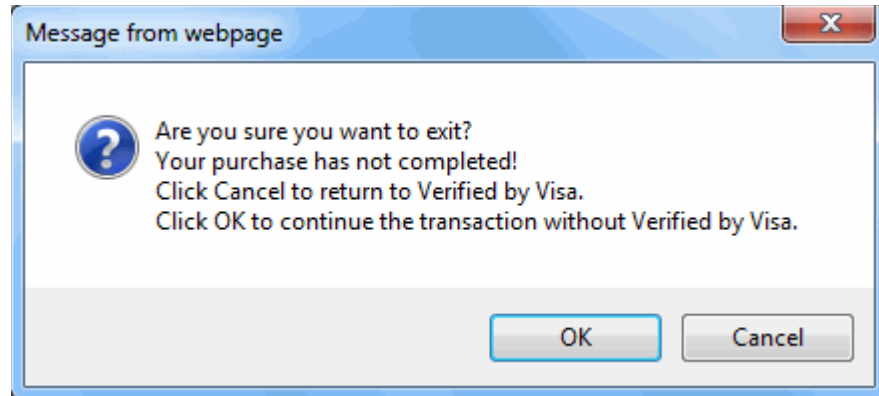 Message from webpage
Are you sure you want to exit?
Your purchase has not completed!
Click Cancel to return to Verified by Visa.
Click OK to continue the transaction without Verified by Visa.
OK
Cancel